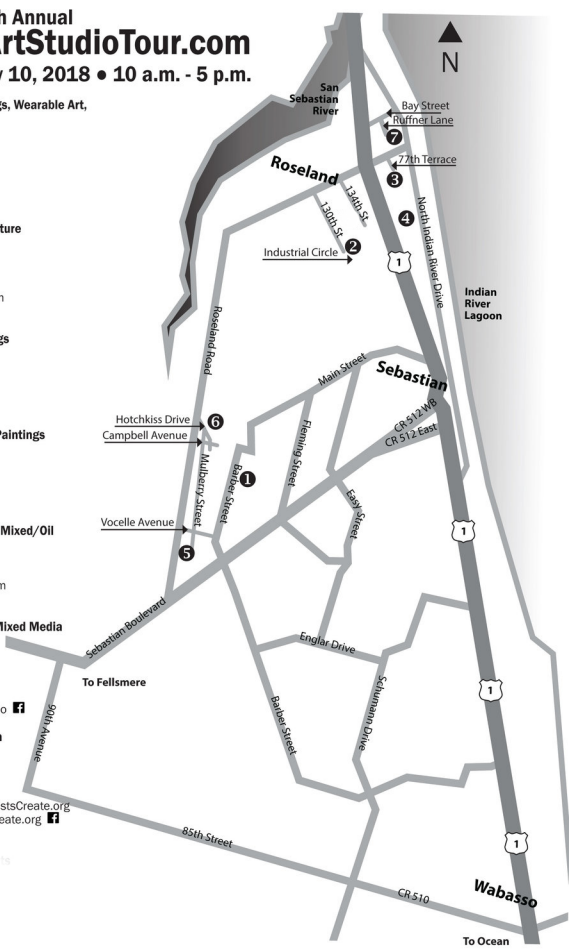 h Annual
rtStudioTour.com
10, 2018 • 10 a.m. - 5 p.m.
s, Wearable Art,
ture
Paintings
Mixed/Oil
Mixed Media
stsCreate.org
eate.org
N
San
Sebastian
River
Bay Street
Ruffner Lane
7
77th Terrace
Roseland
3
134th St.
130th St.
4
North Indian River Drive
2
Industrial Circle
1
Indian
River
Lagoon
Roseland Road
Main Street
Sebastian
CR 512 WB
CR 512 East
Hotchkiss Drive
6
Campbell Avenue
Mulberry Street
Barber Street
1
Fleming Street
Easy Street
Vocelle Avenue
5
1
Sebastian Boulevard
To Fellsmere
Englar Drive
Schumann Drive
Barber Street
1
90th Avenue
85th Street
1
CR 510
Wabasso
To Ocean